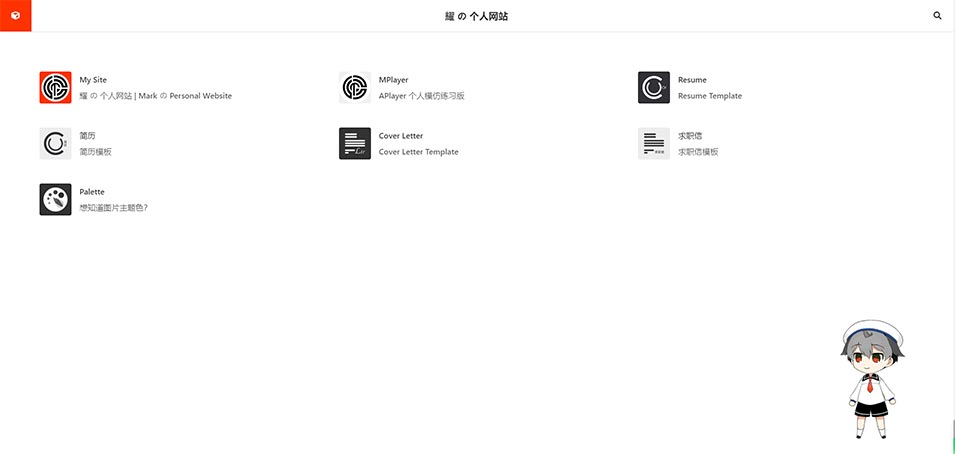 耀 の 个人网站
My Site
耀 の 个人网站 | Mark の Personal Website
MPlayer
APlayer 个人模仿练习版
Resume
Resume Template
简历
简历模板
Cover Letter
Cover Letter Template
求职信
求职信模板
Palette
想知道图片主题色?